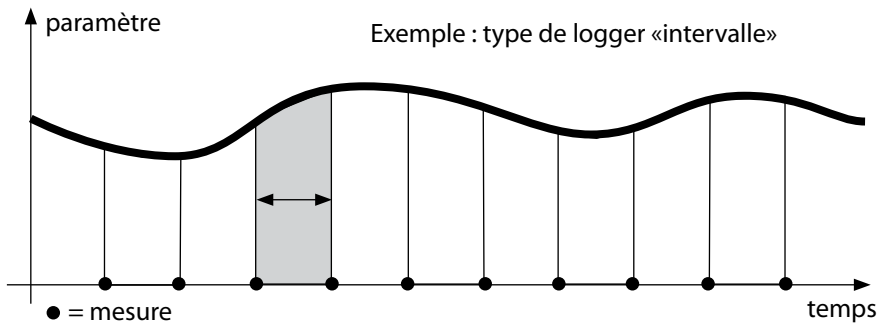 paramètre
Exemple : type de logger «intervalle»
temps
● = mesure